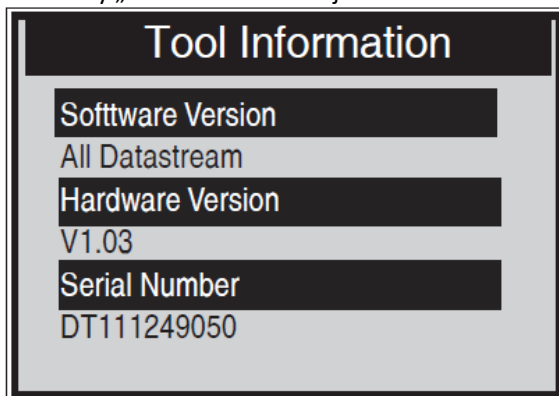 Tool Information
Softtware Version
All Datastream
Hardware Version
V1.03
Serial Number
DT111249050